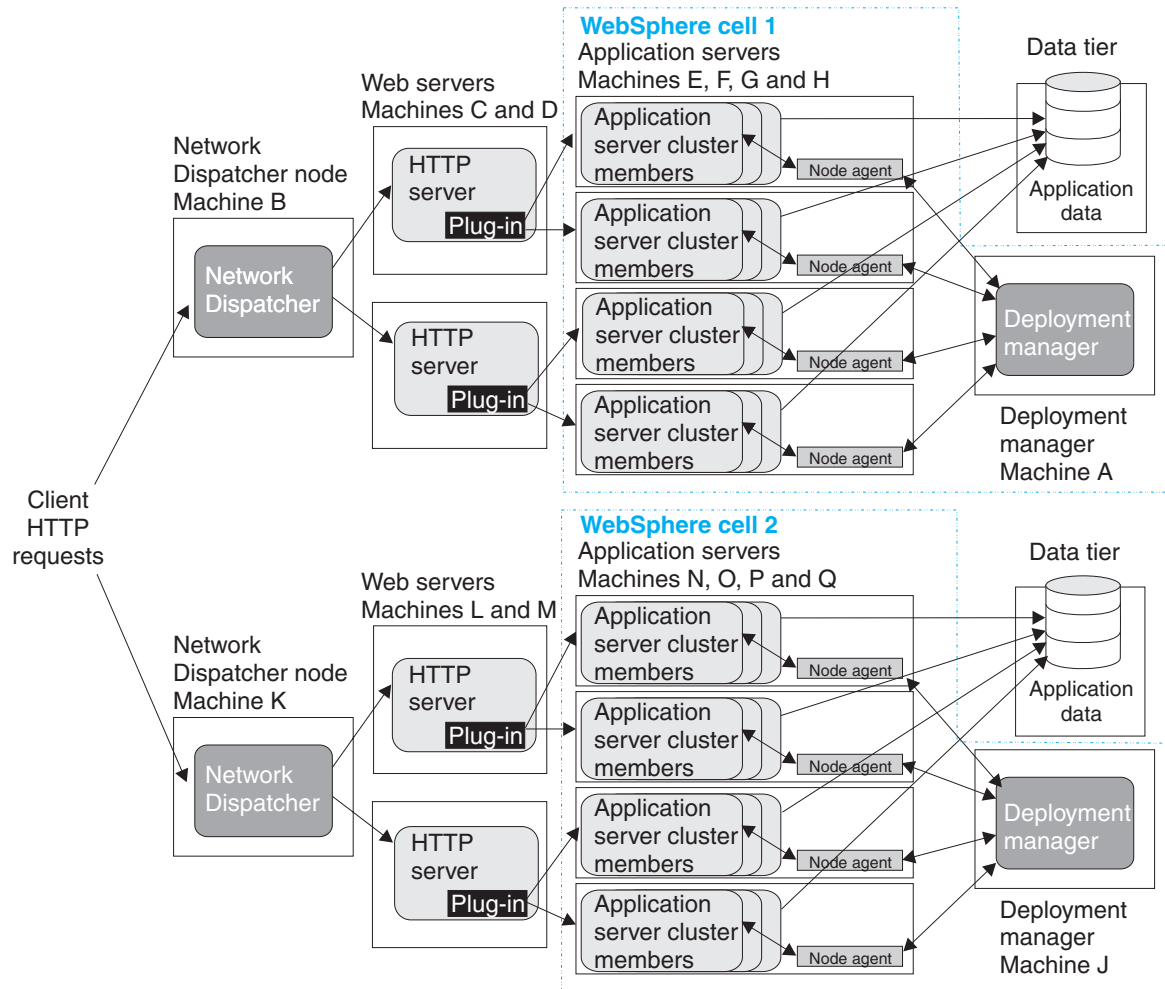 WebSphere cell 1
Application servers
Machines E, F, G and H
Data tier
Web servers
Machines C and D
Network
Dispatcher node
Machine B
Network
Dispatcher
HTTP
server
Plug-in
HTTP
server
Plug-in
Application
server cluster
members
Node agent
Application
server cluster
members
Node agent
Application
server cluster
members
Node agent
Application
server cluster
members
Node agent
Application
data
Deployment
manager
Deployment
manager
Machine A
Client
HTTP
requests
WebSphere cell 2
Application servers
Machines N, O, P and Q
Data tier
Web servers
Machines L and M
Network
Dispatcher node
Machine K
Network
Dispatcher
HTTP
server
Plug-in
HTTP
server
Plug-in
Application
server cluster
members
Node agent
Application
server cluster
members
Node agent
Application
server cluster
members
Node agent
Application
server cluster
members
Node agent
Application
data
Deployment
manager
Deployment
manager
Machine J